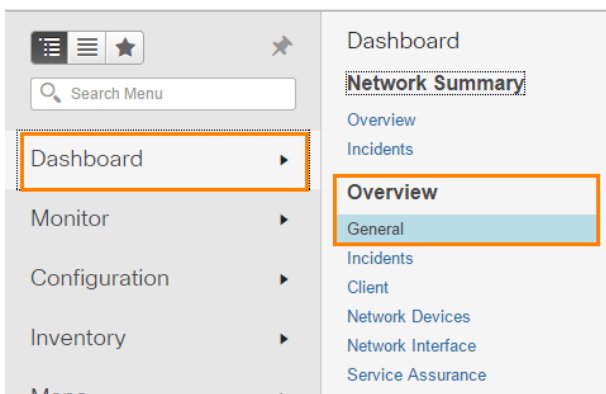 Search Menu
Dashboard
Monitor
Configuration
Inventory
Dashboard
Network Summary
Overview
Incidents
Overview
General
Incidents
Client
Network Devices
Network Interface
Service Assurance